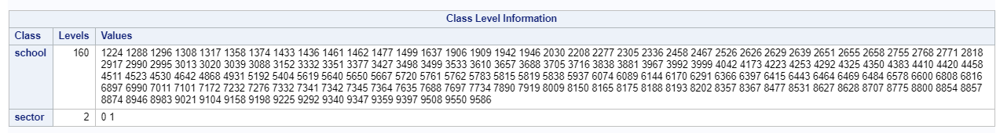 Class Level Information
Class Levels Values
school 160 1224 1288 1296 1308 1317 1358 1374 1433 1436 1461 1462 1477 1499 1637 1906 1909 1942 1946 2030 2208 2277 2305 2336 2458 2467 2526 2626 2629 2639 2651 2655 2658 2755 2768 2771 2818
2917 2990 2995 3013 3020 3039 3088 3152 3332 3351 3377 3427 3498 3499 3533 3610 3657 3688 3705 3716 3838 3881 3967 3992 3999 4042 4173 4223 4253 4292 4325 4350 4383 4410 4420 4458
4511 4523 4530 4642 4868 4931 5192 5404 5619 5640 5650 5667 5720 5761 5762 5783 5815 5819 5838 5937 6074 6089 6144 6170 6291 6366 6397 6415 6443 6464 6469 6484 6578 6600 6808 6816
6897 6990 7011 7101 7172 7232 7276 7332 7341 7342 7345 7364 7635 7688 7697 7734 7890 7919 8009 8150 8165 8175 8188 8193 8202 8357 8367 8477 8531 8627 8628 8707 8775 8800 8854 8857
8874 8946 8983 9021 9104 9158 9198 9225 9292 9340 9347 9359 9397 9508 9550 9586
sector 2 0 1